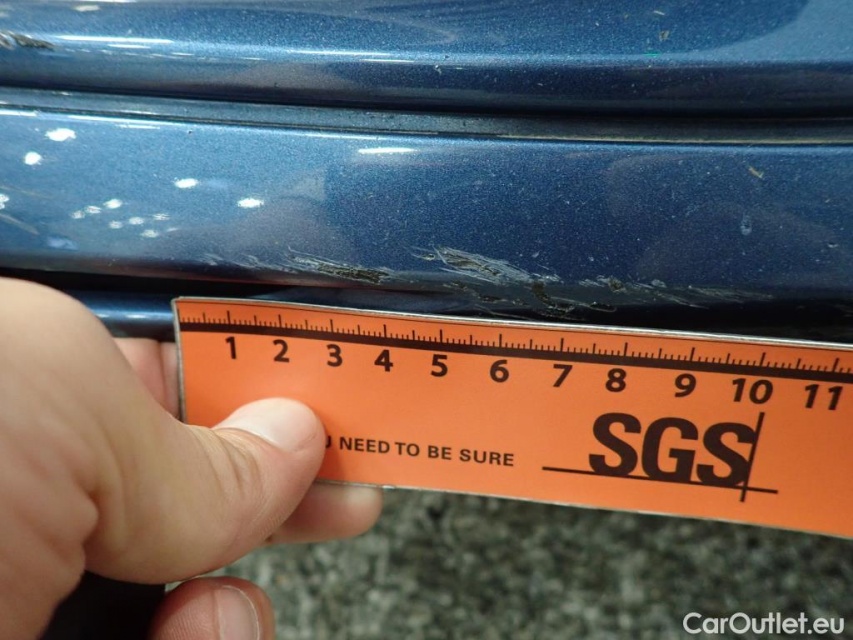 1 2 3 4 5 6 7 8 9 10 11
NEED TO BE SURE
SGS
CarOutlet.eu